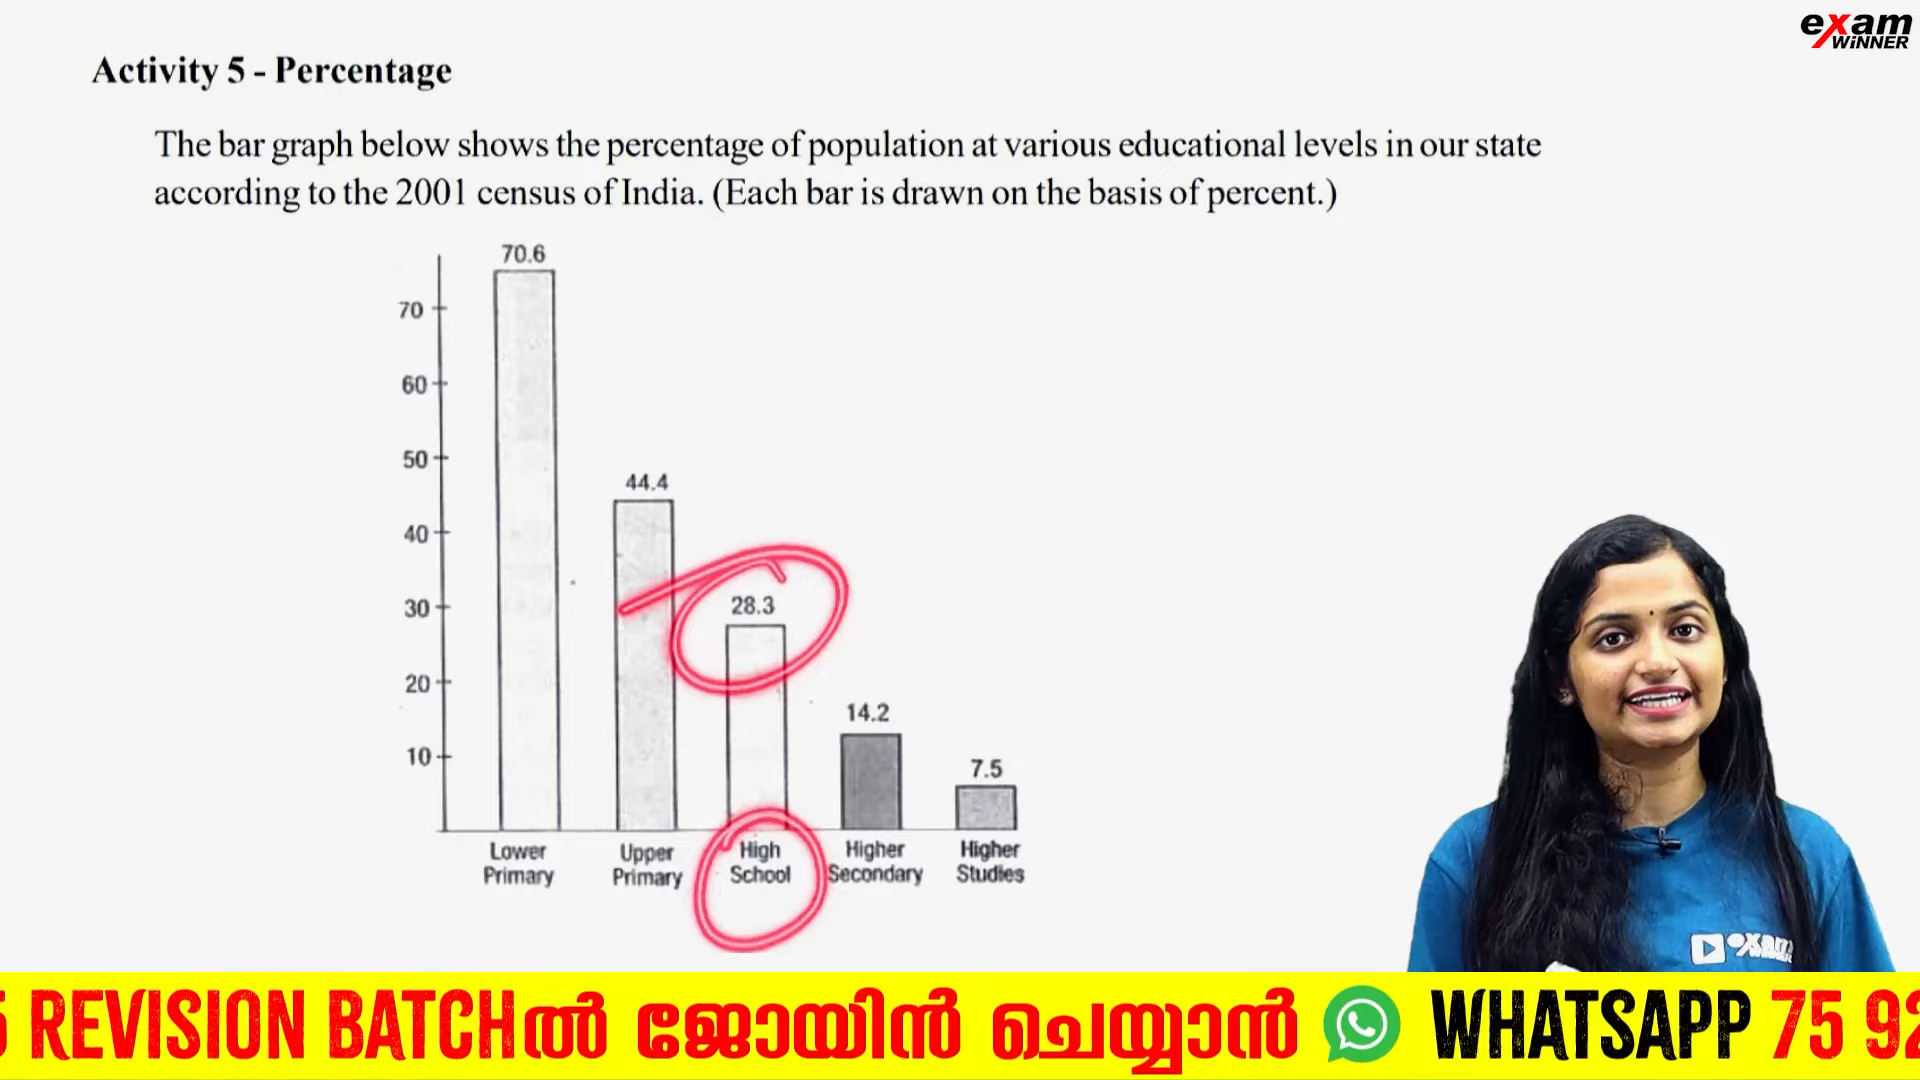 exam
WiNNER
Activity 5 - Percentage
The bar graph below shows the percentage of population at various educational levels in our state
according to the 2001 census of India. (Each bar is drawn on the basis of percent.)
70.6
70
60
50
44.4
40
30
28.3
20
14.2
10
7.5
Lower Primary
Upper Primary
High School
Higher Secondary
Higher Studies
exam
WINNER
5 REVISION BATCHൽ ജോയിൻ ചെയ്യാൻ WHATSAPP 75 92